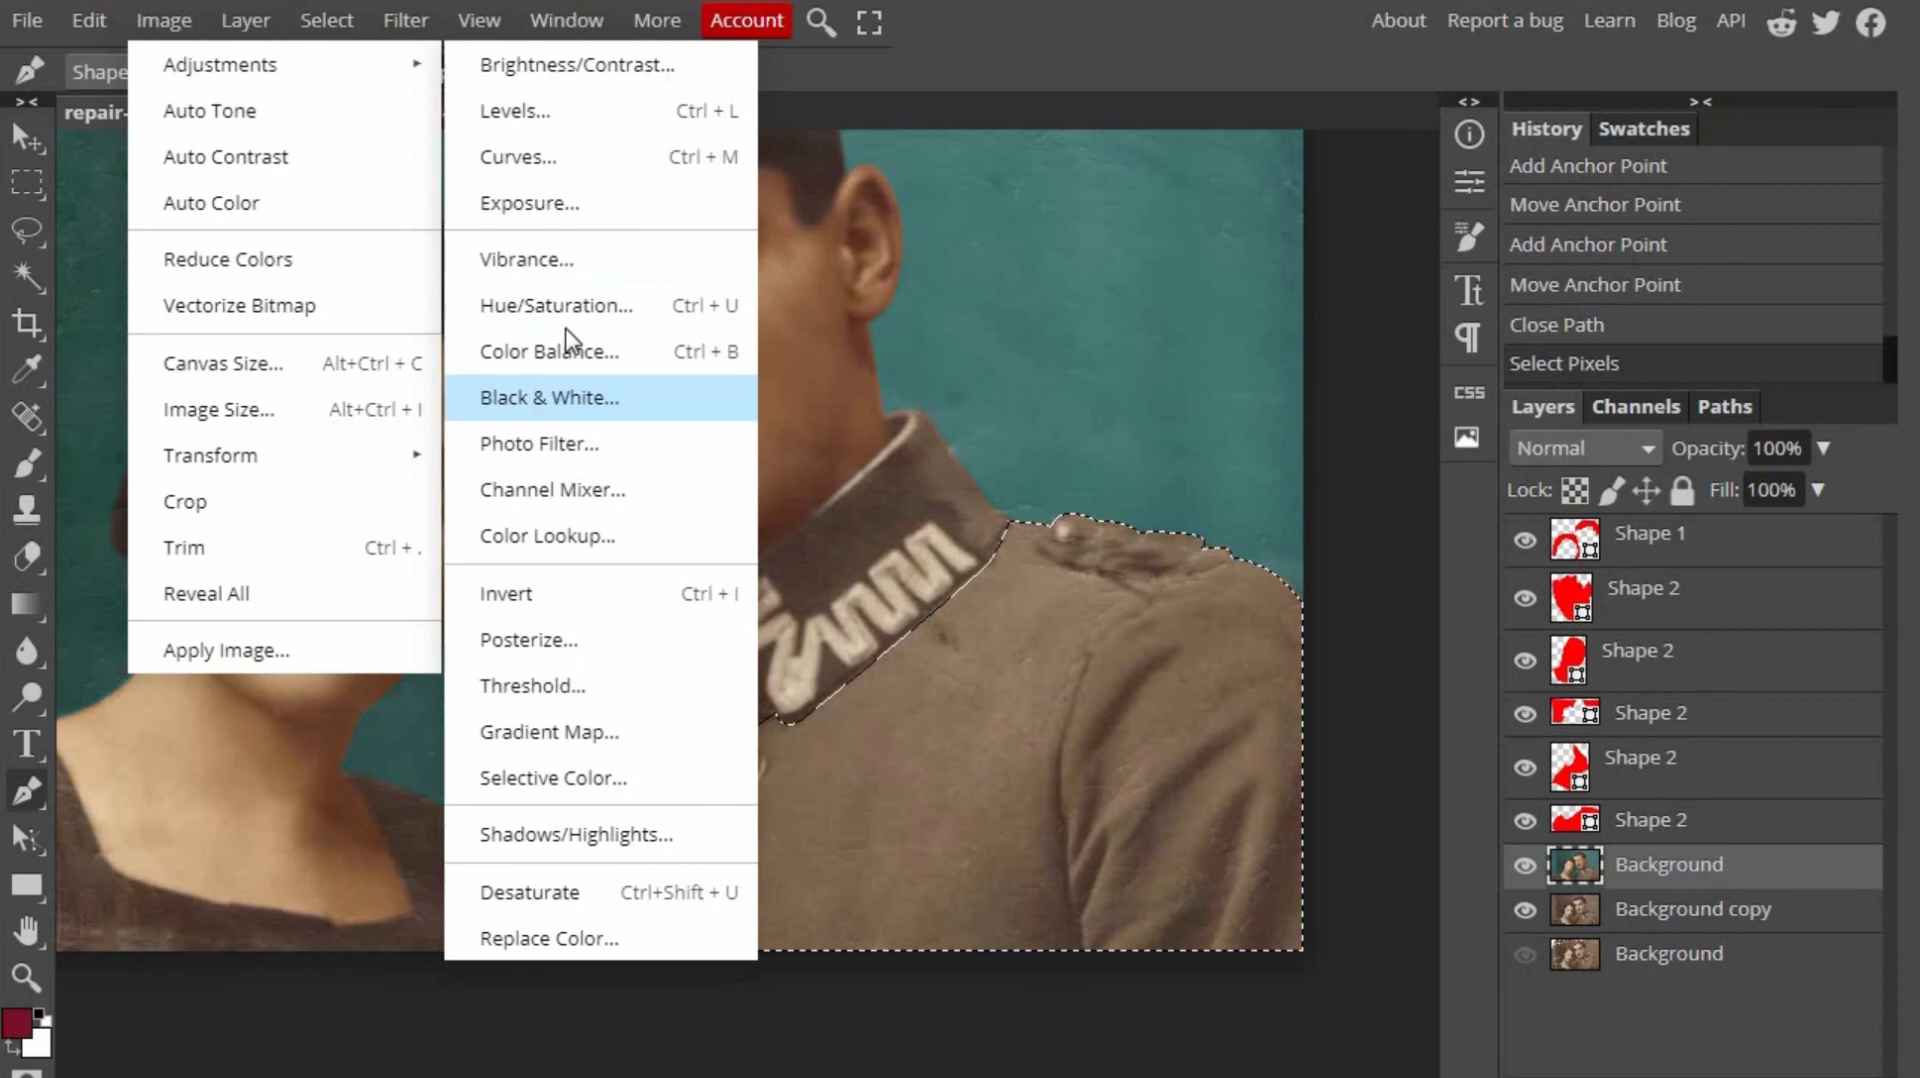 File Edit Image Layer Select Filter View Window More Account About Report a bug Learn Blog API
Shape
repair-
Adjustments
Auto Tone
Auto Contrast
Auto Color
Reduce Colors
Vectorize Bitmap
Canvas Size... Alt+Ctrl + C
Image Size... Alt+Ctrl + I
Transform
Crop
Trim Ctrl + .
Reveal All
Apply Image...
Brightness/Contrast...
Levels... Ctrl + L
Curves... Ctrl + M
Exposure...
Vibrance...
Hue/Saturation... Ctrl + U
Color Balance... Ctrl + B
Black & White...
Photo Filter...
Channel Mixer...
Color Lookup...
Invert Ctrl + I
Posterize...
Threshold...
Gradient Map...
Selective Color...
Shadows/Highlights...
Desaturate Ctrl+Shift + U
Replace Color...
CSS
History Swatches
Add Anchor Point
Move Anchor Point
Add Anchor Point
Move Anchor Point
Close Path
Select Pixels
Layers Channels Paths
Normal Opacity: 100%
Lock: Fill: 100%
Shape 1
Shape 2
Shape 2
Shape 2
Shape 2
Shape 2
Background
Background copy
Background